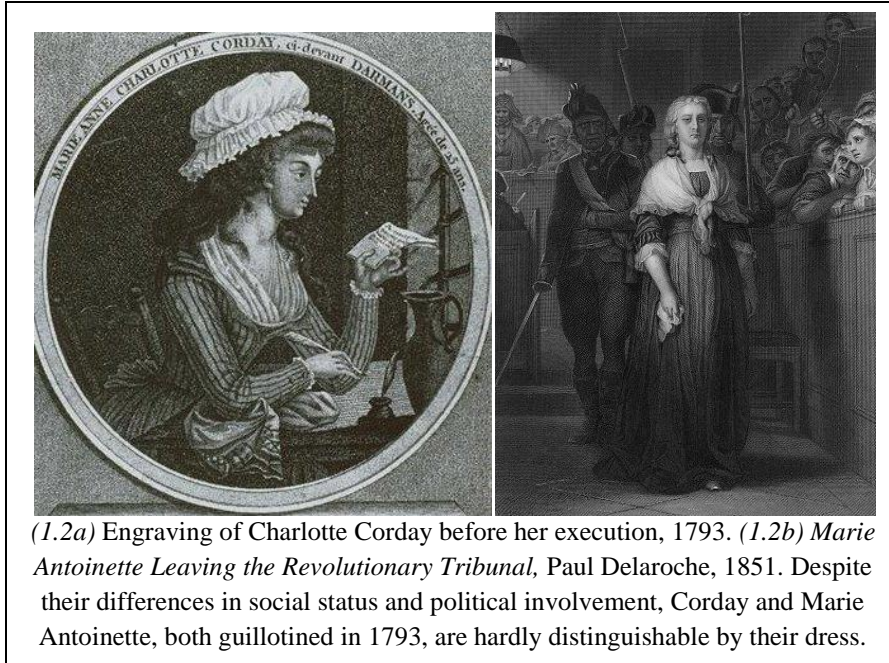 MARIE ANNE CHARLOTTE CORDAY, ci-devant DARMANS. Agée de 25 ans.
(1.2a) Engraving of Charlotte Corday before her execution, 1793. (1.2b) Marie
Antoinette Leaving the Revolutionary Tribunal, Paul Delaroche, 1851. Despite
their differences in social status and political involvement, Corday and Marie
Antoinette, both guillotined in 1793, are hardly distinguishable by their dress.